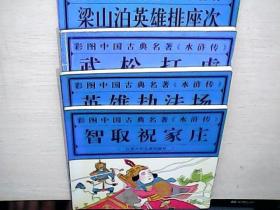 梁山泊英雄排座次
彩图中国古典名著《水浒传》
武松打虎
彩图中国古典名著《水浒传》
英雄劫法场
彩图中国古典名著《水浒传》
智取祝家庄